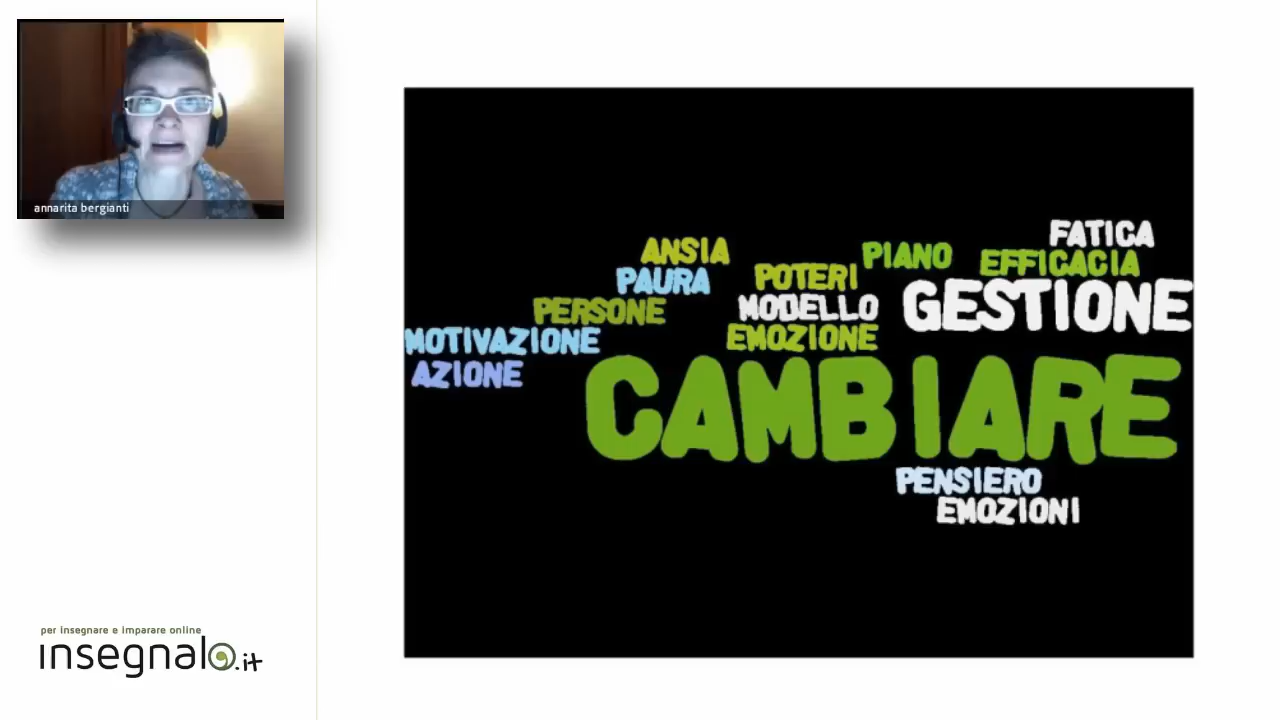 annarita bergianti
FATICA
ANSIA
PIANO
EFFICACIA
PAURA
POTERI
GESTIONE
PERSONE
MODELLO
MOTIVAZIONE
EMOZIONE
AZIONE
CAMBIARE
PENSIERO
EMOZIONI
per insegnare e imparare online
insegnalo.it